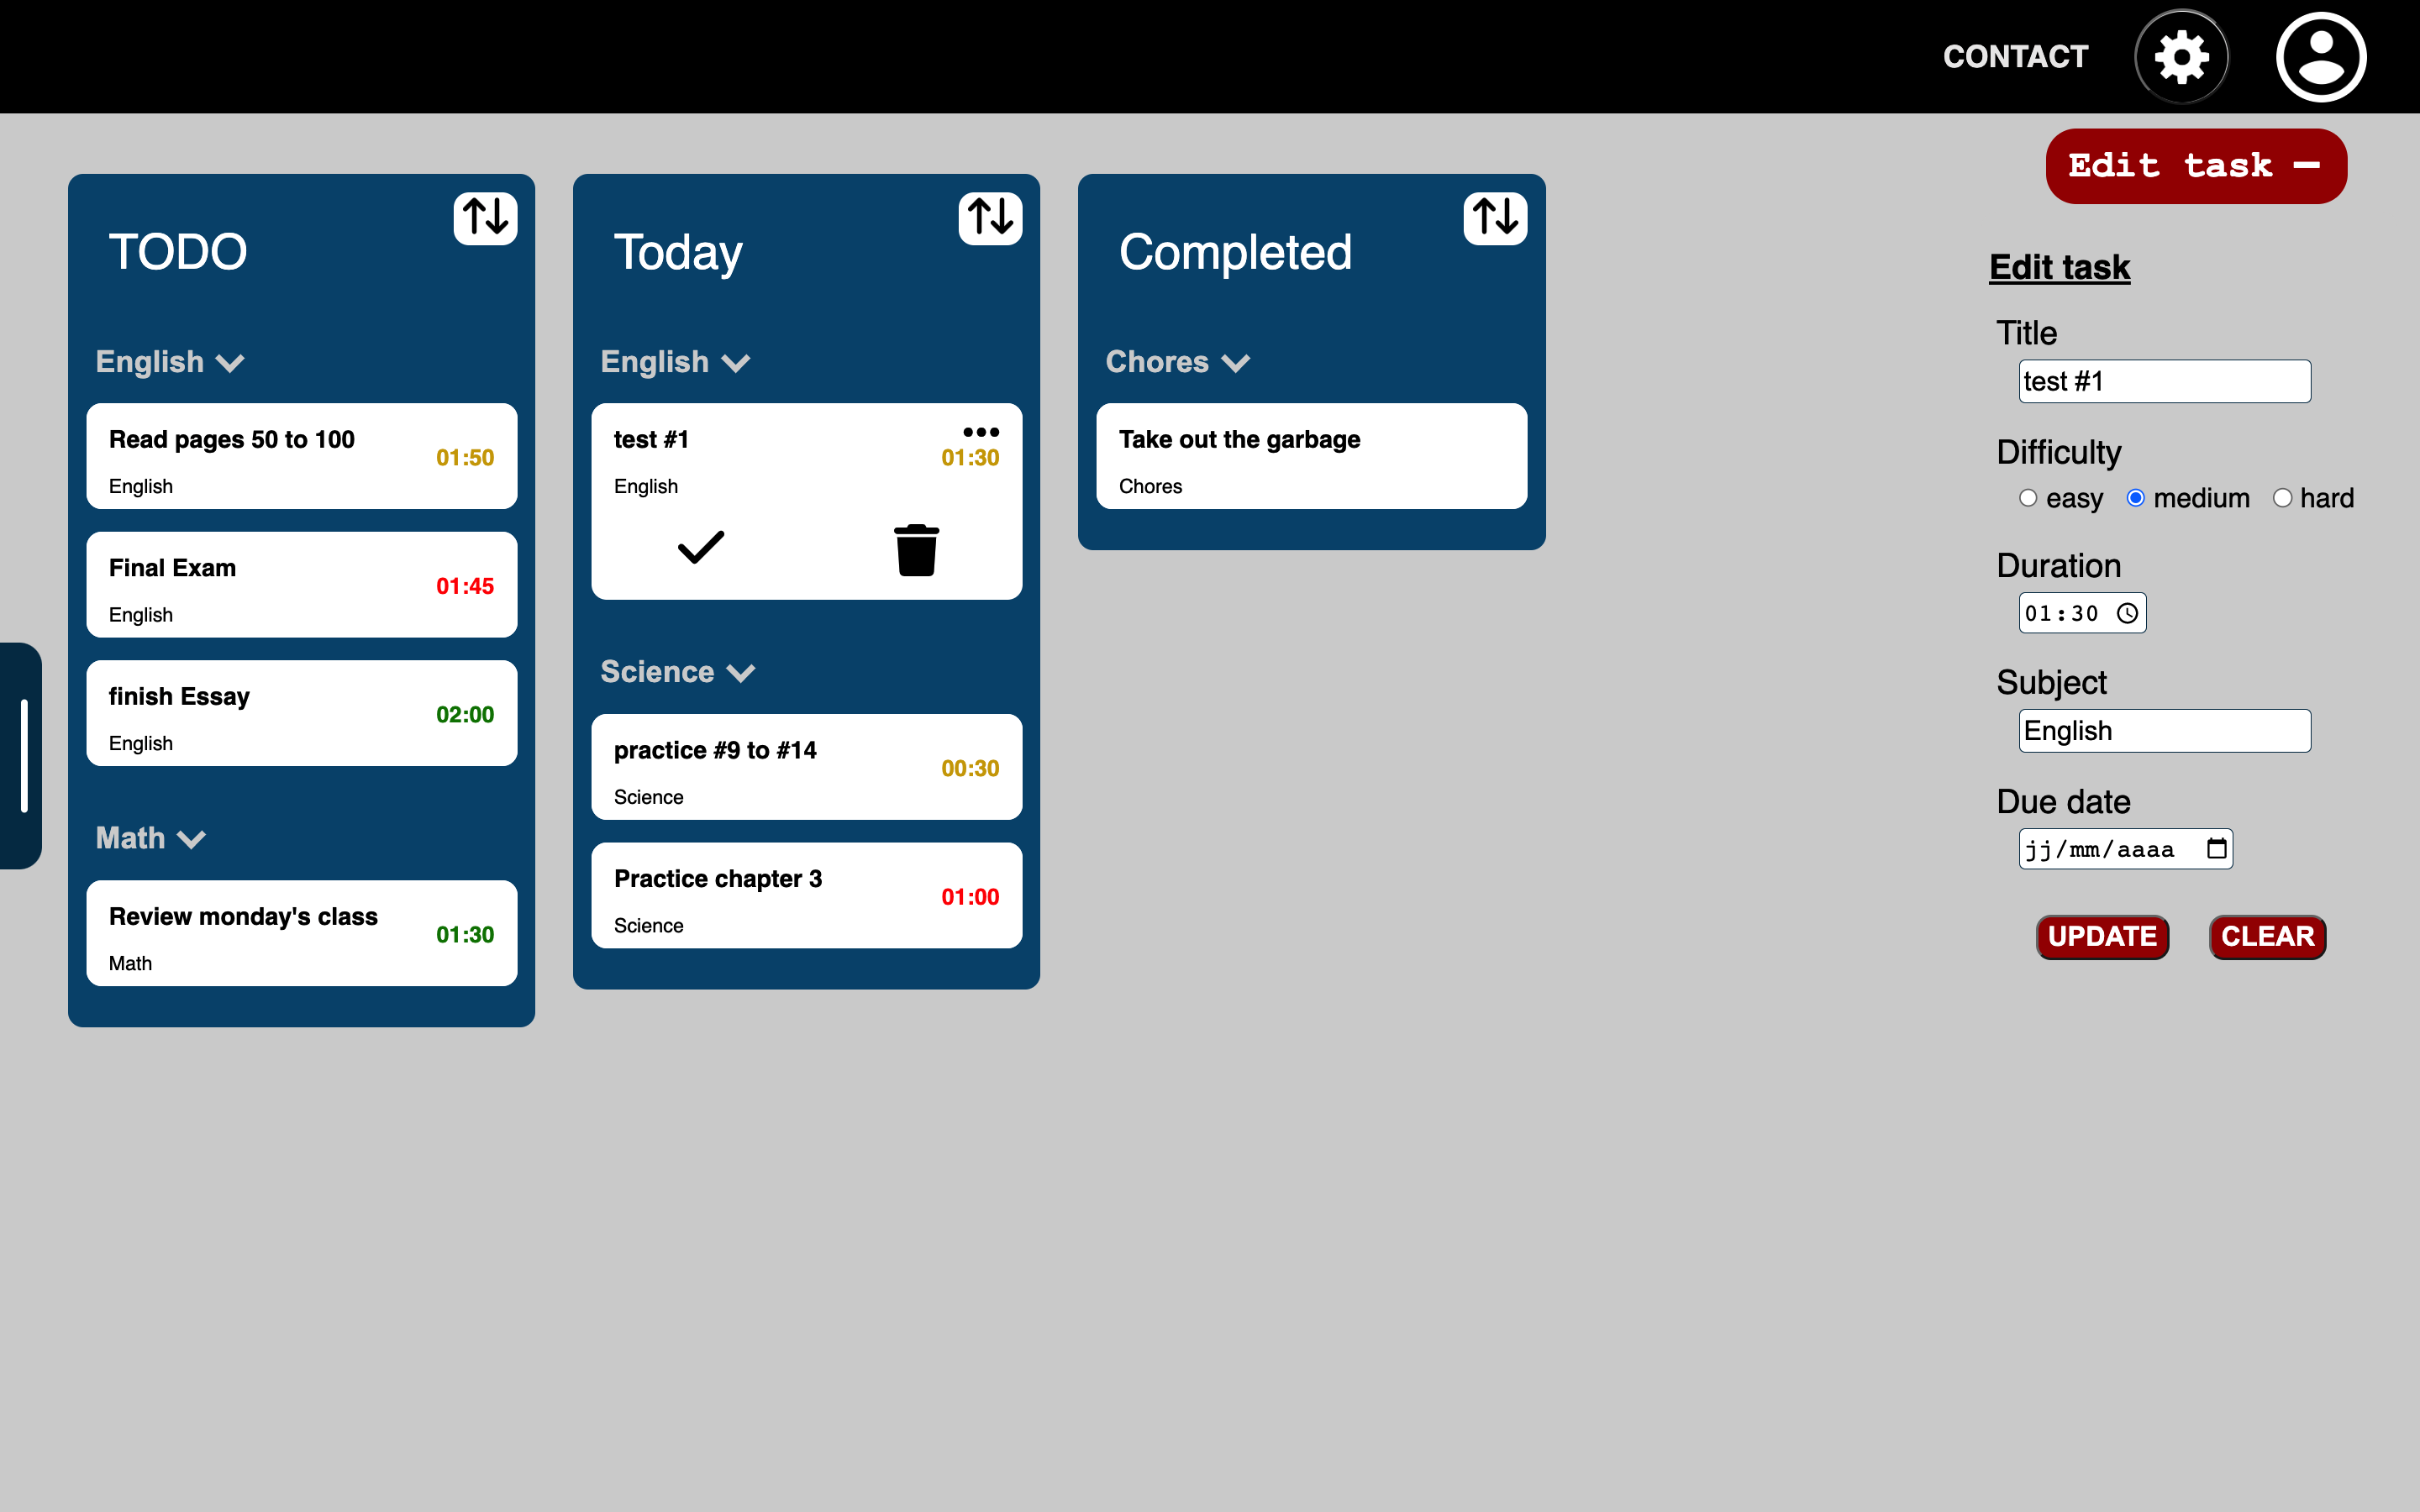 CONTACT
TODO
English
Read pages 50 to 100
01:50
English
Final Exam
01:45
English
finish Essay
02:00
English
Math
Review monday's class
01:30
Math
Today
English
test #1
01:30
English
Science
practice #9 to #14
00:30
Science
Practice chapter 3
01:00
Science
Completed
Chores
Take out the garbage
Chores
Edit task
Edit task
Title
test #1
Difficulty
easy medium hard
Duration
01:30
Subject
English
Due date
jj/mm/aaaa
UPDATE CLEAR